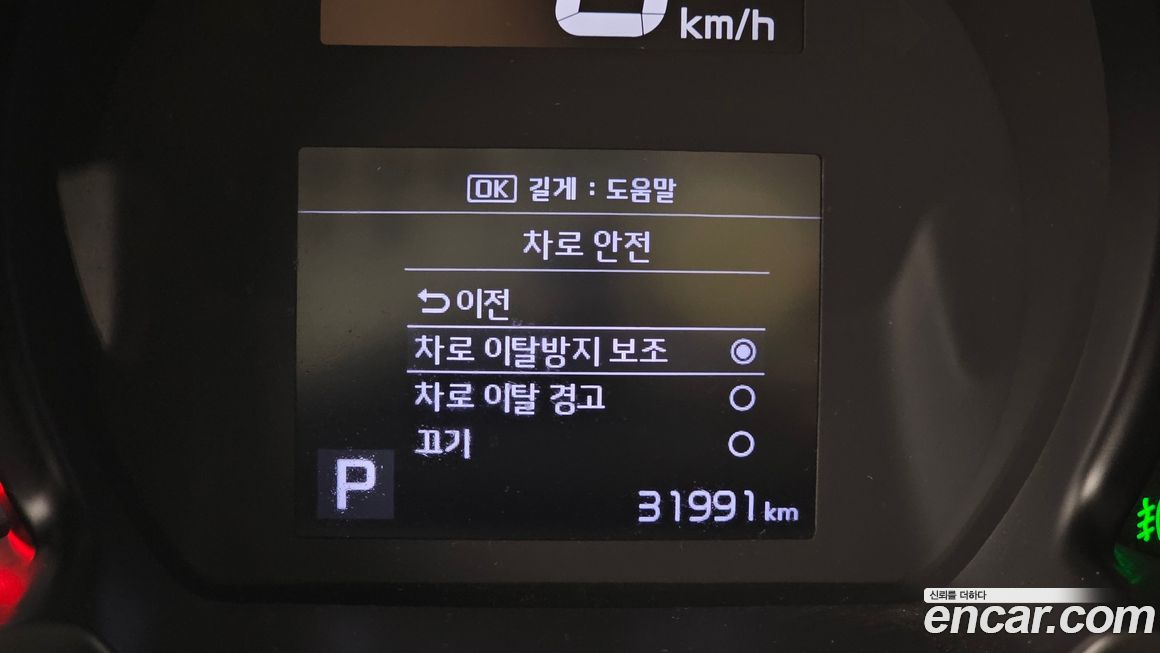 0 km/h
OK 길게 : 도움말
차로 안전
이전
차로 이탈방지 보조
차로 이탈 경고
끄기
P
31991 km
신뢰를 더하다
encar.com